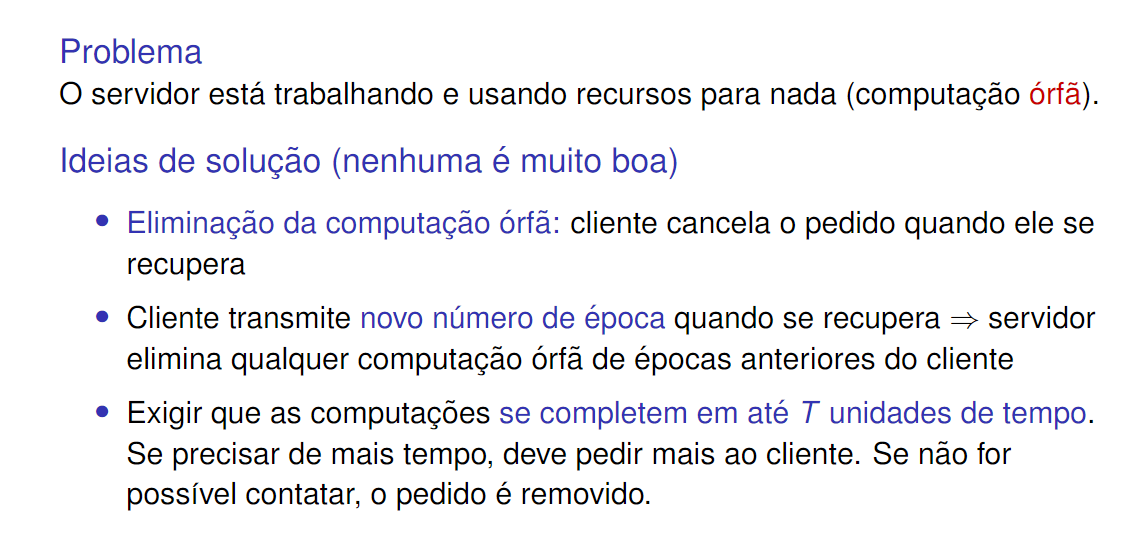 Problema
O servidor está trabalhando e usando recursos para nada (computação órfã).
Ideias de solução (nenhuma é muito boa)
• Eliminação da computação órfã: cliente cancela o pedido quando ele se
recupera
• Cliente transmite novo número de época quando se recupera ⇒ servidor
elimina qualquer computação órfã de épocas anteriores do cliente
• Exigir que as computações se completem em até T unidades de tempo.
Se precisar de mais tempo, deve pedir mais ao cliente. Se não for
possível contatar, o pedido é removido.